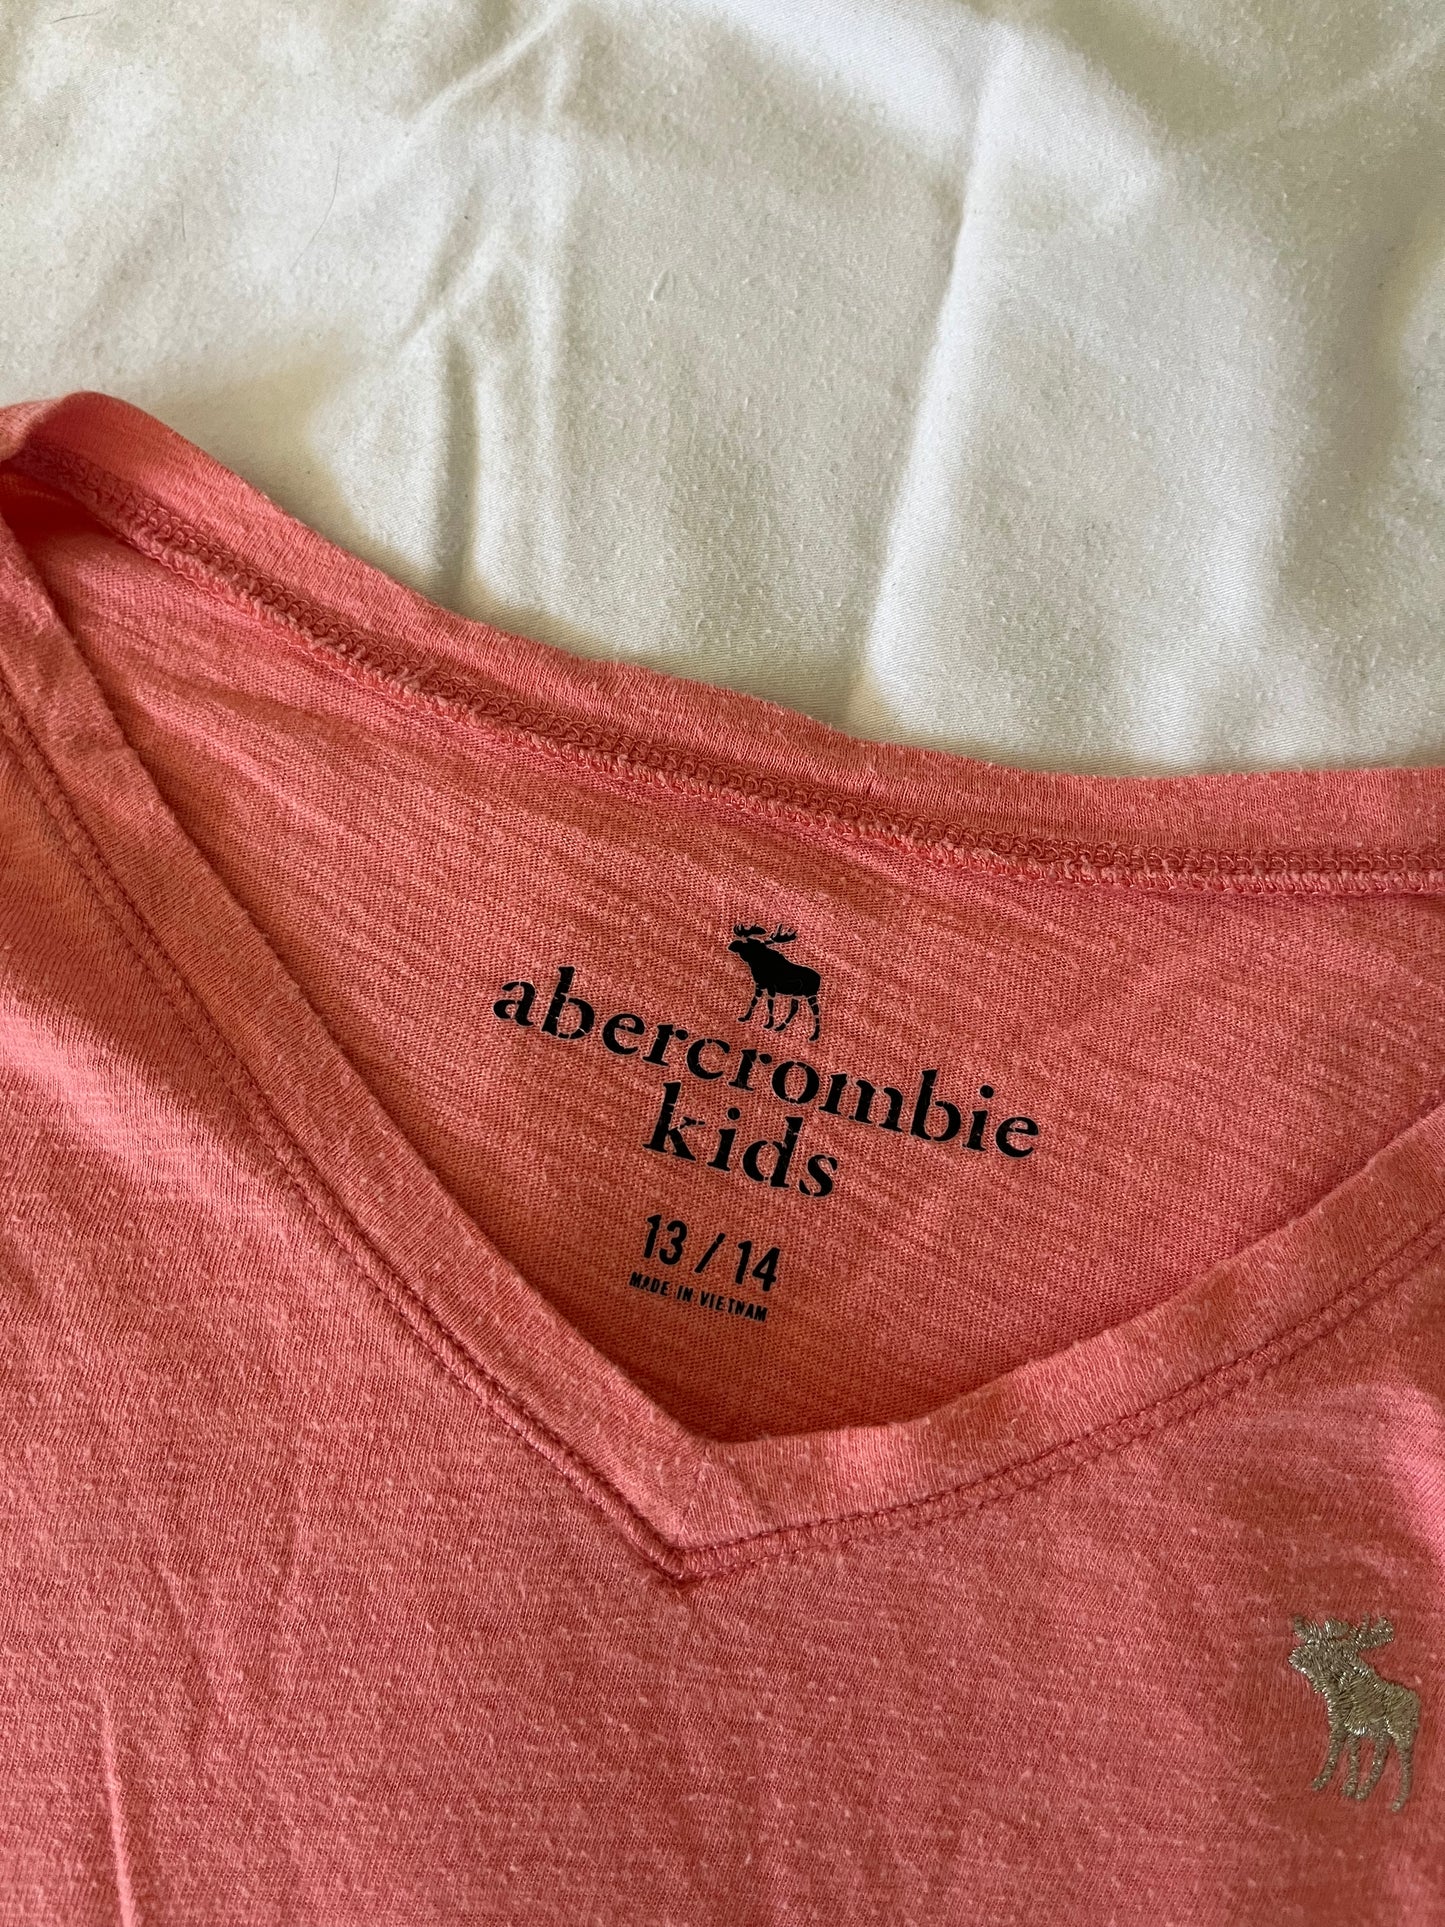 abercrombie
kids
13 / 14
MADE IN VIETNAM